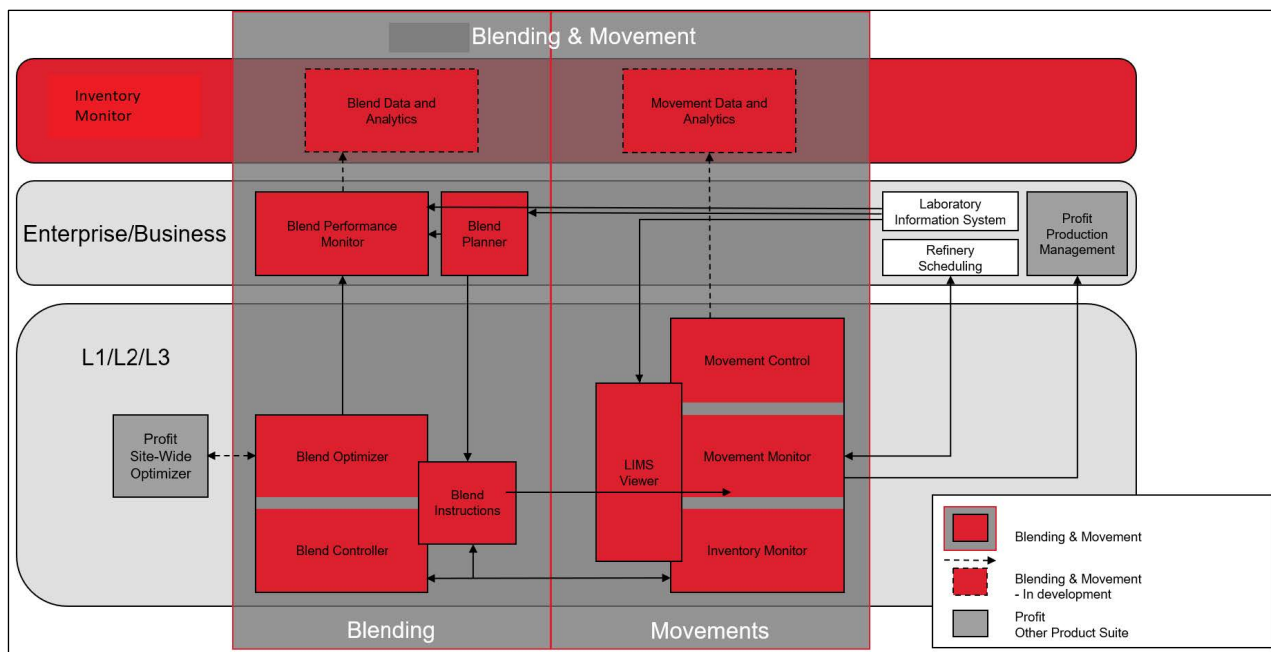 Blending & Movement
Inventory
Monitor
Blend Data and
Analytics
Movement Data and
Analytics
Enterprise/Business
Blend Performance
Monitor
Blend
Planner
Laboratory
Information System
Refinery
Scheduling
Profit
Production
Management
L1/L2/L3
Profit
Site-Wide
Optimizer
Blend Optimizer
Blend Controller
Blend
Instructions
LIMS
Viewer
Movement Control
Movement Monitor
Inventory Monitor
Blending
Movements
Blending & Movement
Blending & Movement
- In development
Profit
Other Product Suite